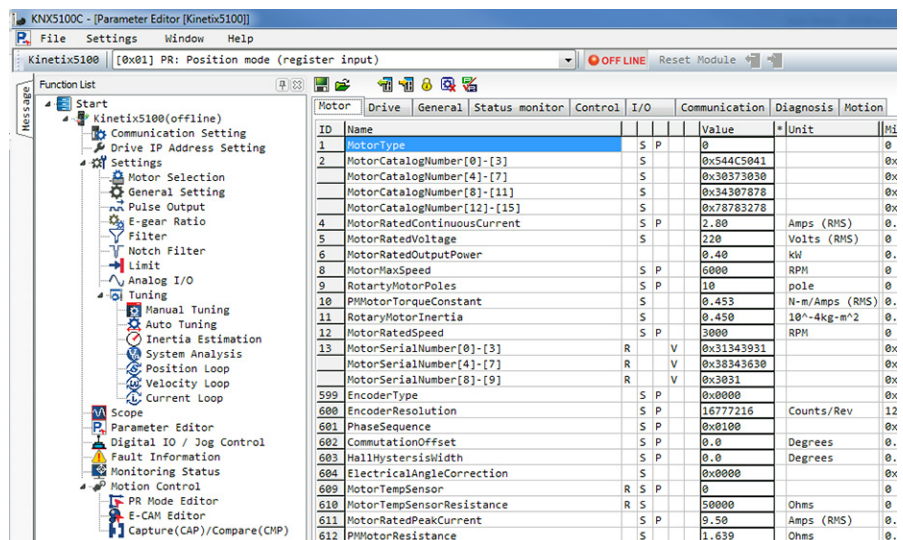 KNX5100C - [Parameter Editor [Kinetix5100]]
File Settings Window Help
Kinetix5100 [0x01] PR: Position mode (register input) OFF LINE Reset Module
Message
Function List
Start
Kinetix5100(offline)
Communication Setting
Drive IP Address Setting
Settings
Motor Selection
General Setting
Pulse Output
E-gear Ratio
Filter
Notch Filter
Limit
Analog I/O
Tuning
Manual Tuning
Auto Tuning
Inertia Estimation
System Analysis
Position Loop
Velocity Loop
Current Loop
Scope
Parameter Editor
Digital IO / Jog Control
Fault Information
Monitoring Status
Motion Control
PR Mode Editor
E-CAM Editor
Capture(CAP)/Compare(CMP)
Motor Drive General Status monitor Control I/O Communication Diagnosis Motion
ID Name Value * Unit Mi
1 MotorType S P 0 0
2 MotorCatalogNumber[0]-[3] S 0x544C5041 0x
MotorCatalogNumber[4]-[7] S 0x30373030 0x
MotorCatalogNumber[8]-[11] S 0x34307878 0x
MotorCatalogNumber[12]-[15] S 0x78783278 0x
4 MotorRatedContinuousCurrent S P 2.80 Amps (RMS) 0.
5 MotorRatedVoltage S 220 Volts (RMS) 0
6 MotorRatedOutputPower 0.40 kW 0.
8 MotorMaxSpeed S P 6000 RPM 0
9 RotartyMotorPoles S P 10 pole 0
10 PMMotorTorqueConstant S 0.453 N-m/Amps (RMS) 0.
11 RotaryMotorInertia S 0.450 10^-4kg-m^2 0.
12 MotorRatedSpeed S P 3000 RPM 0
13 MotorSerialNumber[0]-[3] R V 0x31343931 0x
MotorSerialNumber[4]-[7] R V 0x38343630 0x
MotorSerialNumber[8]-[9] R V 0x3031 0x
599 EncoderType S P 0x0000 0x
600 EncoderResolution S P 16777216 Counts/Rev 12
601 PhaseSequence S P 0x0100 0x
602 CommutationOffset S P 0.0 Degrees 0.
603 HallHystersisWidth S P 0.0 Degrees 0.
604 ElectricalAngleCorrection S 0x0000 0x
609 MotorTempSensor R S P 0 0
610 MotorTempSensorResistance R S 50000 Ohms 0
611 MotorRatedPeakCurrent S P 9.50 Amps (RMS) 0.
612 PMMotorResistance S 1.639 Ohms 0.